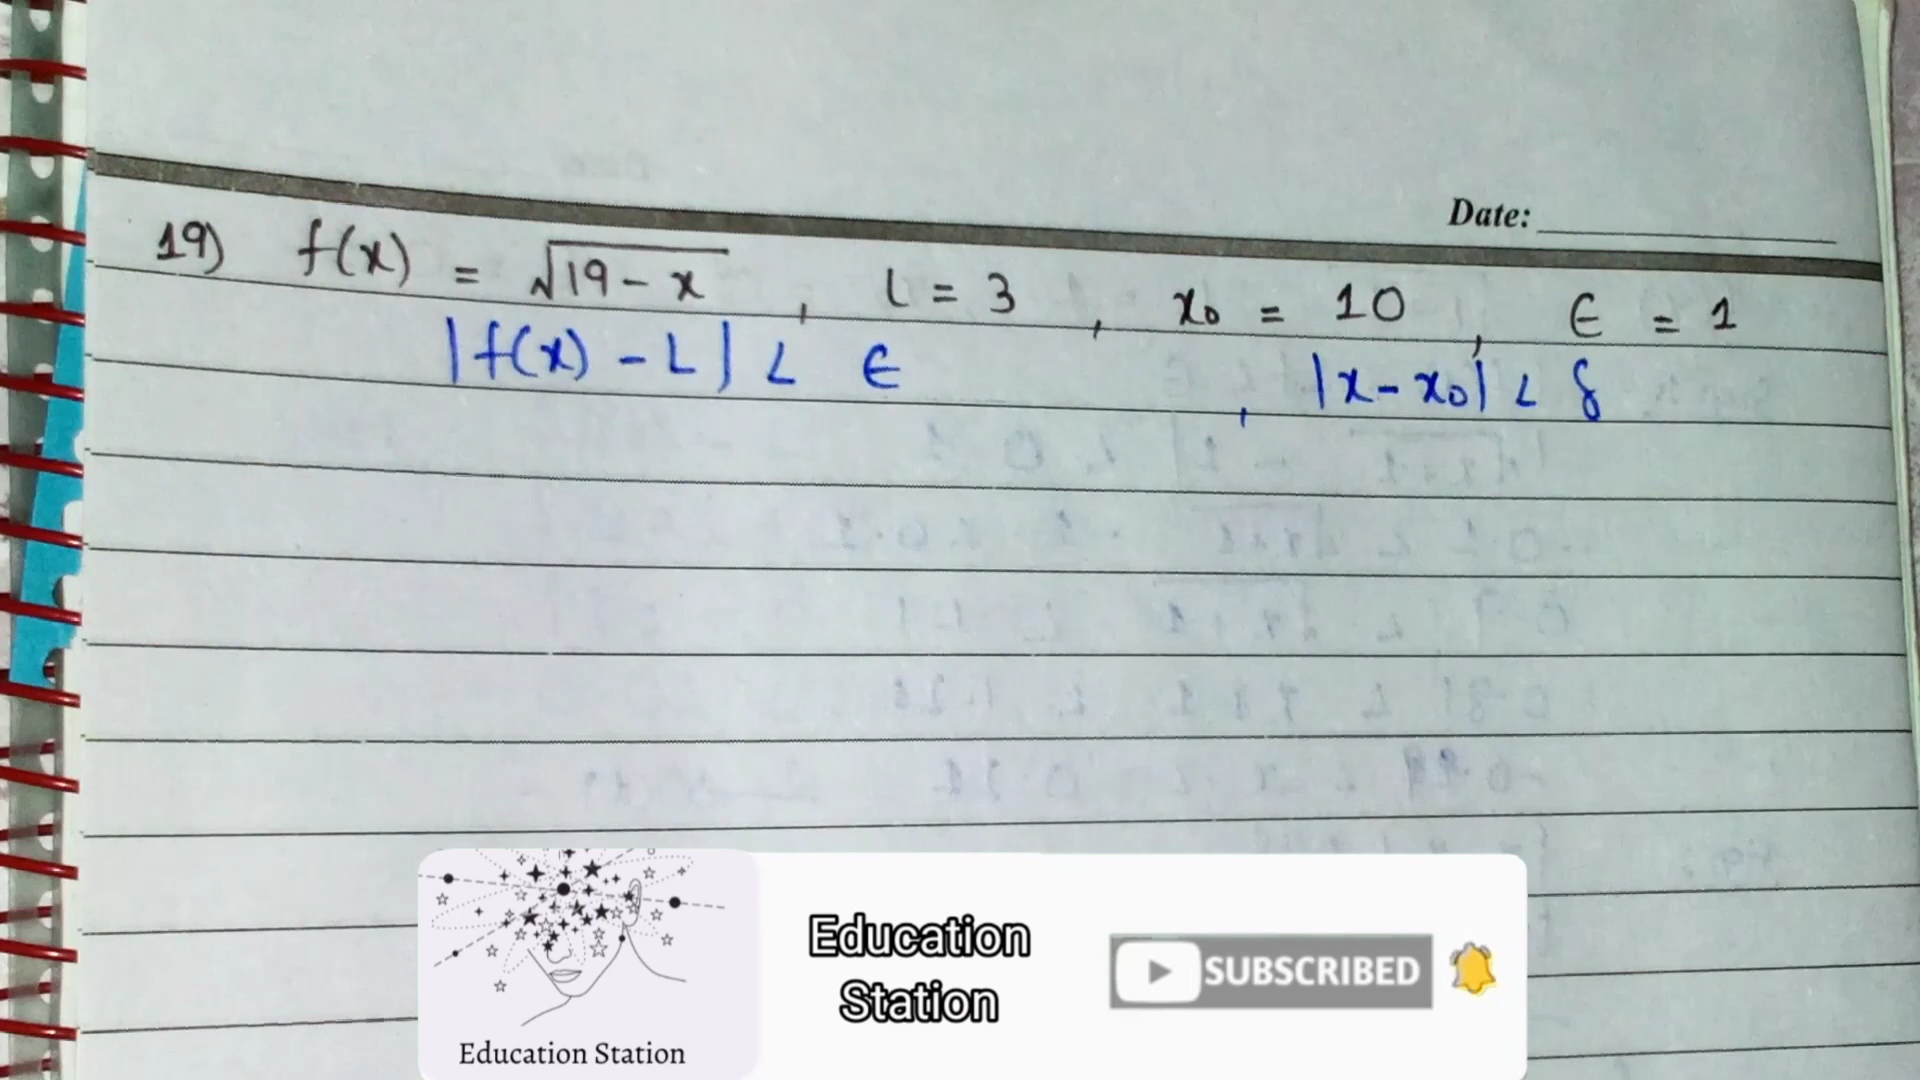 Date:
19) f(x) = √19 - x , L = 3 , x₀ = 10 , ∈ = 1
|f(x) - L| < ∈ , |x - x₀| < δ
Education
Station
SUBSCRIBED
Education Station